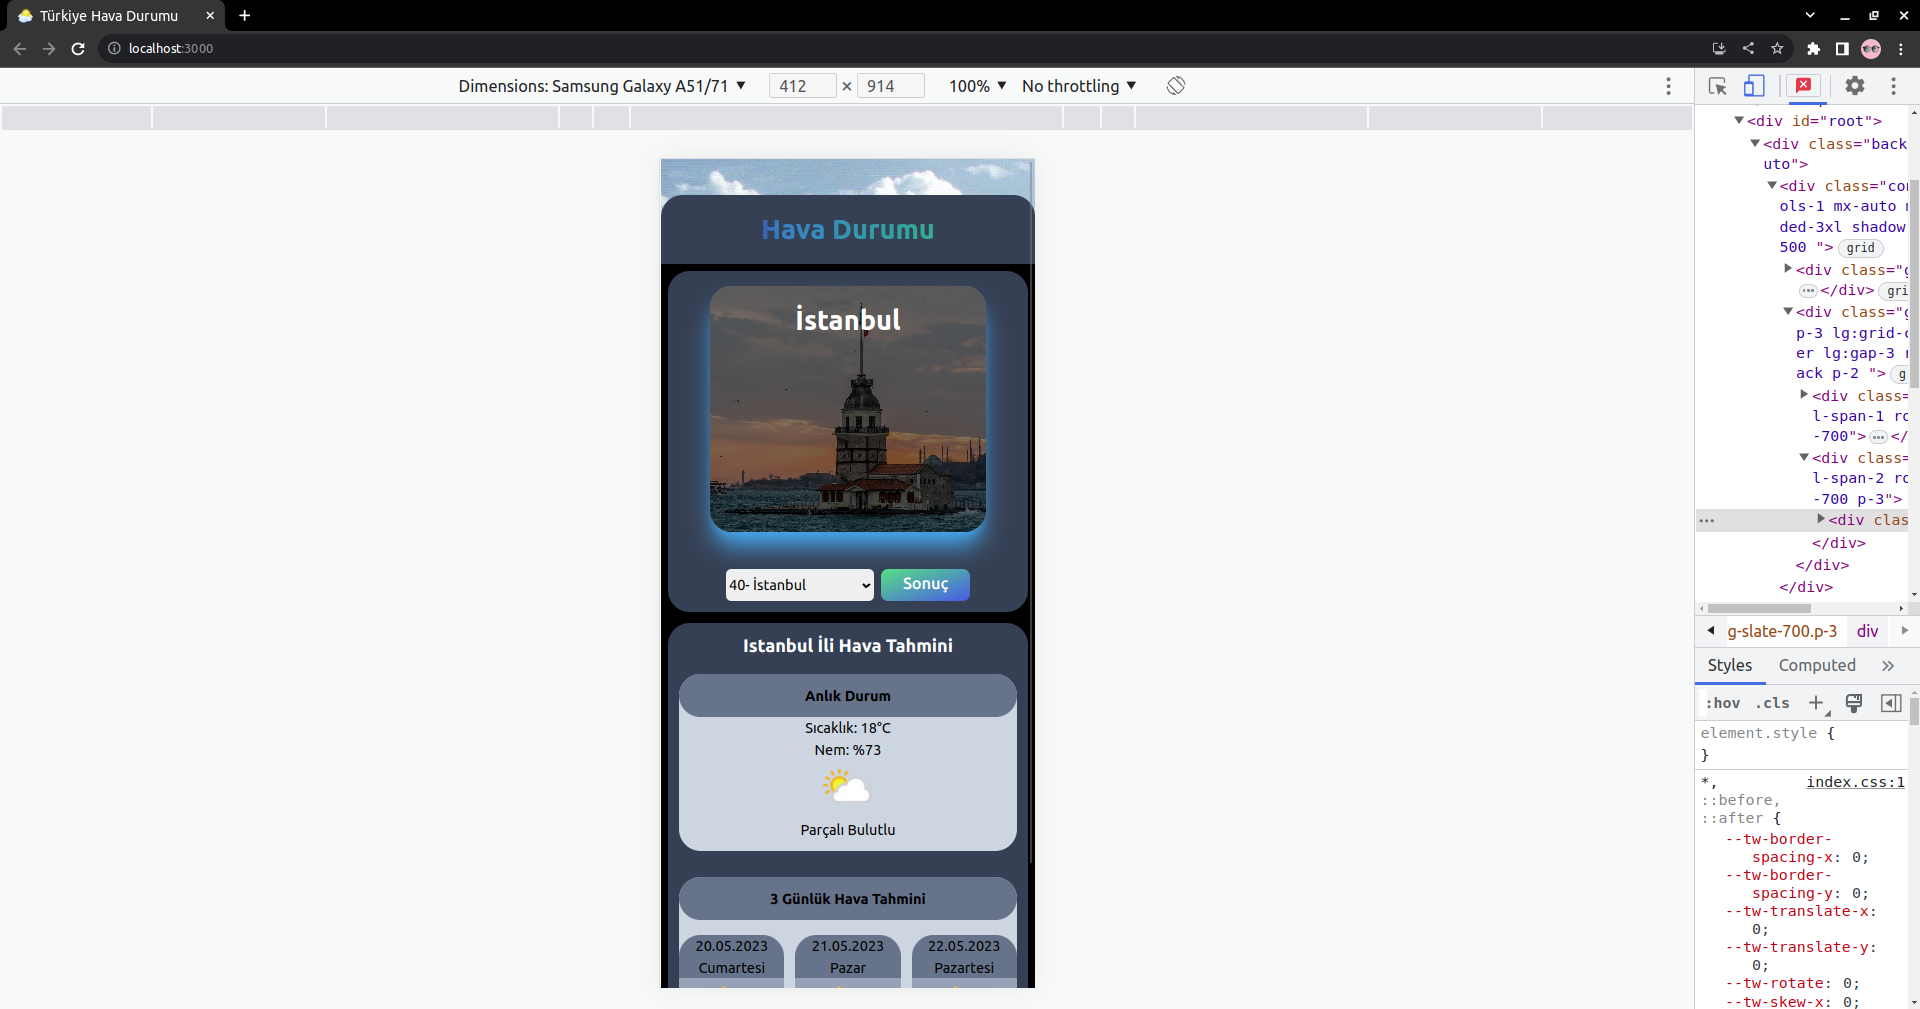 Türkiye Hava Durumu
localhost:3000
Dimensions: Samsung Galaxy A51/71 ▼ 412 × 914 100% ▼ No throttling ▼
Hava Durumu
İstanbul
40- İstanbul
Sonuç
Istanbul İli Hava Tahmini
Anlık Durum
Sıcaklık: 18°C
Nem: %73
Parçalı Bulutlu
3 Günlük Hava Tahmini
20.05.2023 21.05.2023 22.05.2023
Cumartesi Pazar Pazartesi
▼<div id="root">
▼<div class="back
uto">
▼<div class="con
ols-1 mx-auto
ded-3xl shadow
500 "> grid
▶<div class="g
… </div> gri
▼<div class="g
p-3 lg:grid-c
er lg:gap-3
ack p-2 "> g
▶<div class=
l-span-1 ro
-700"> … </
▼<div class=
l-span-2 ro
-700 p-3">
… ▶<div clas
</div>
</div>
</div>
g-slate-700.p-3 div
Styles Computed »
:hov .cls +
element.style {
}
*, index.css:1
::before,
::after {
--tw-border-
spacing-x: 0;
--tw-border-
spacing-y: 0;
--tw-translate-x:
0;
--tw-translate-y:
0;
--tw-rotate: 0;
--tw-skew-x: 0;